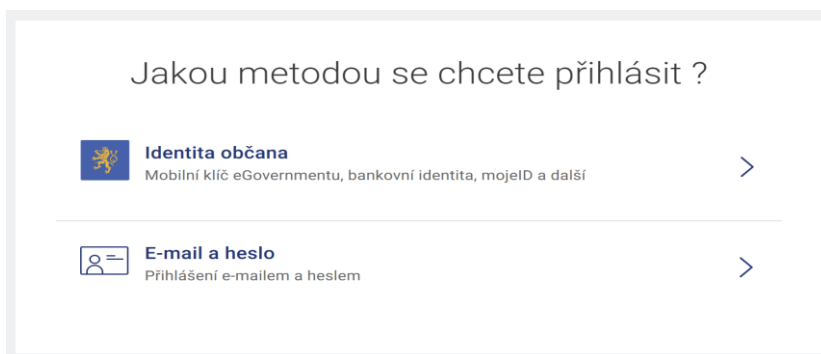 Jakou metodou se chcete přihlásit ?
Identita občana
Mobilní klíč eGovernmentu, bankovní identita, mojeID a další
E-mail a heslo
Přihlášení e-mailem a heslem